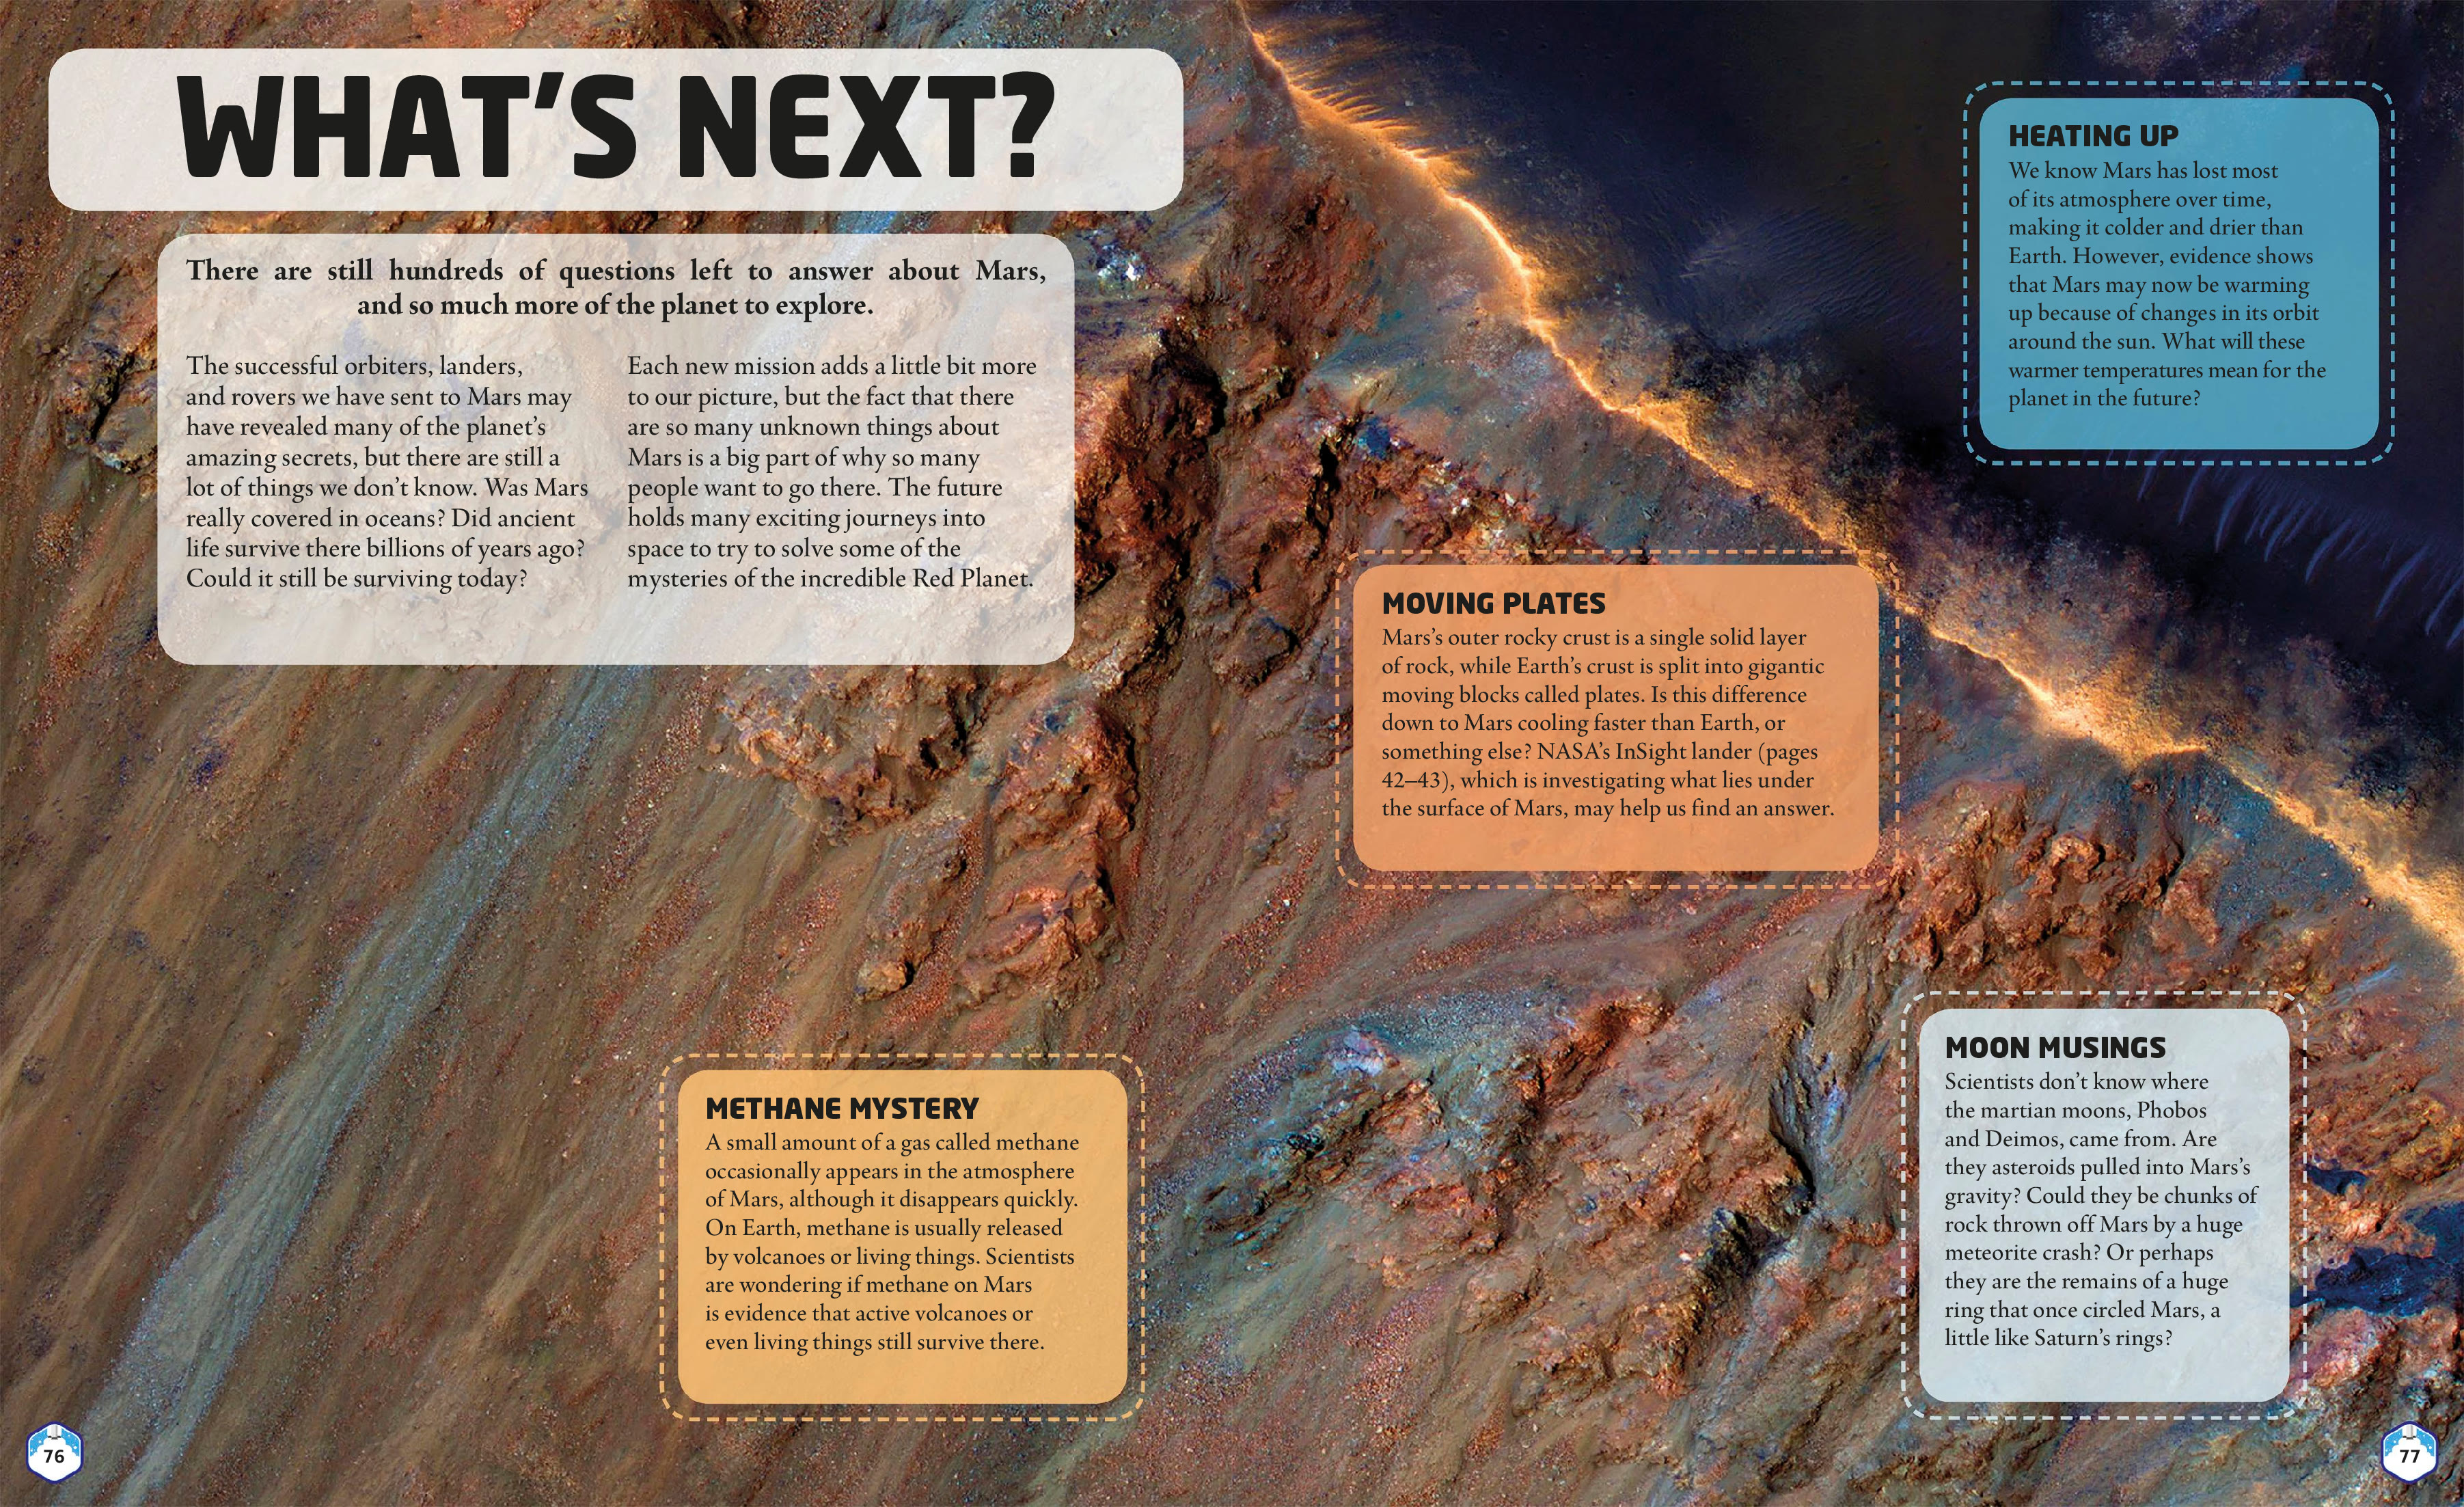 WHAT'S NEXT?
There are still hundreds of questions left to answer about Mars,
and so much more of the planet to explore.
The successful orbiters, landers,
and rovers we have sent to Mars may
have revealed many of the planet's
amazing secrets, but there are still a
lot of things we don't know. Was Mars
really covered in oceans? Did ancient
life survive there billions of years ago?
Could it still be surviving today?
Each new mission adds a little bit more
to our picture, but the fact that there
are so many unknown things about
Mars is a big part of why so many
people want to go there. The future
holds many exciting journeys into
space to try to solve some of the
mysteries of the incredible Red Planet.
METHANE MYSTERY
A small amount of a gas called methane
occasionally appears in the atmosphere
of Mars, although it disappears quickly.
On Earth, methane is usually released
by volcanoes or living things. Scientists
are wondering if methane on Mars
is evidence that active volcanoes or
even living things still survive there.
76
HEATING UP
We know Mars has lost most
of its atmosphere over time,
making it colder and drier than
Earth. However, evidence shows
that Mars may now be warming
up because of changes in its orbit
around the sun. What will these
warmer temperatures mean for the
planet in the future?
MOVING PLATES
Mars's outer rocky crust is a single solid layer
of rock, while Earth's crust is split into gigantic
moving blocks called plates. Is this difference
down to Mars cooling faster than Earth, or
something else? NASA's InSight lander (pages
42–43), which is investigating what lies under
the surface of Mars, may help us find an answer.
MOON MUSINGS
Scientists don't know where
the martian moons, Phobos
and Deimos, came from. Are
they asteroids pulled into Mars's
gravity? Could they be chunks of
rock thrown off Mars by a huge
meteorite crash? Or perhaps
they are the remains of a huge
ring that once circled Mars, a
little like Saturn's rings?
77